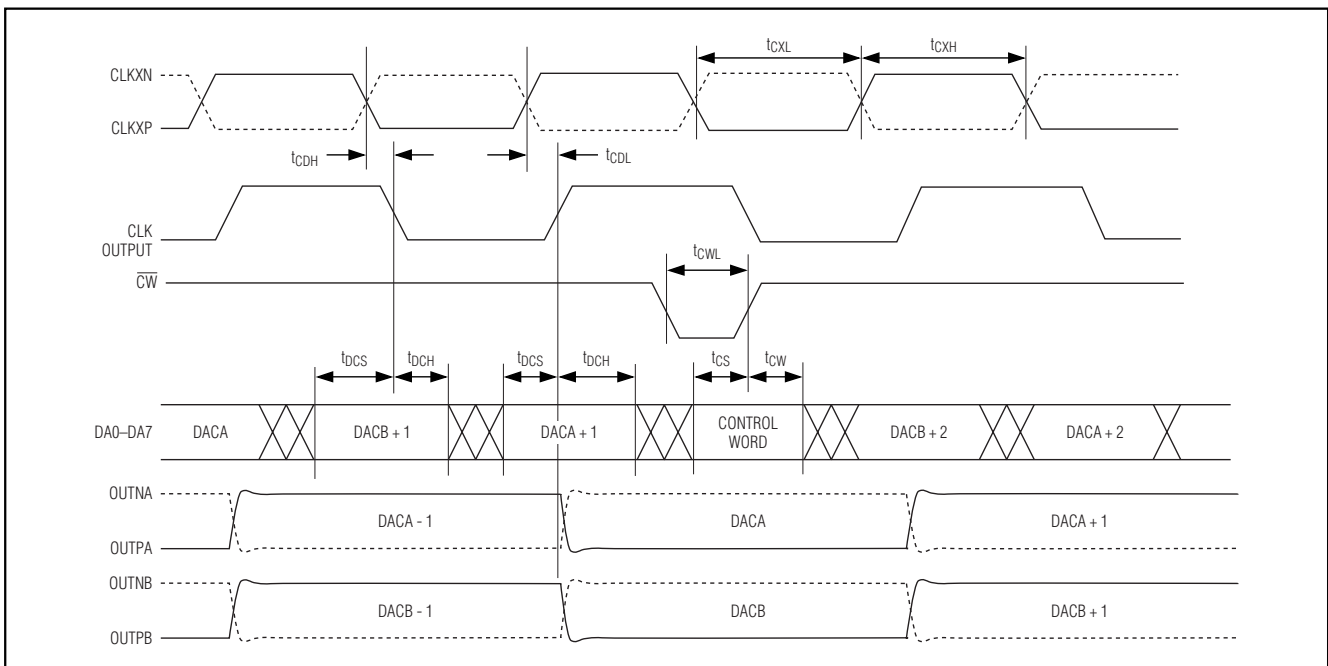 tCXL tCXH
CLKXN
CLKXP
tCDH tCDL
CLK
OUTPUT
tCWL
CW
tDCS tDCH tDCS tDCH tCS tCW
DA0–DA7 DACA DACB + 1 DACA + 1 CONTROL WORD DACB + 2 DACA + 2
OUTNA
DACA - 1 DACA DACA + 1
OUTPA
OUTNB
DACB - 1 DACB DACB + 1
OUTPB